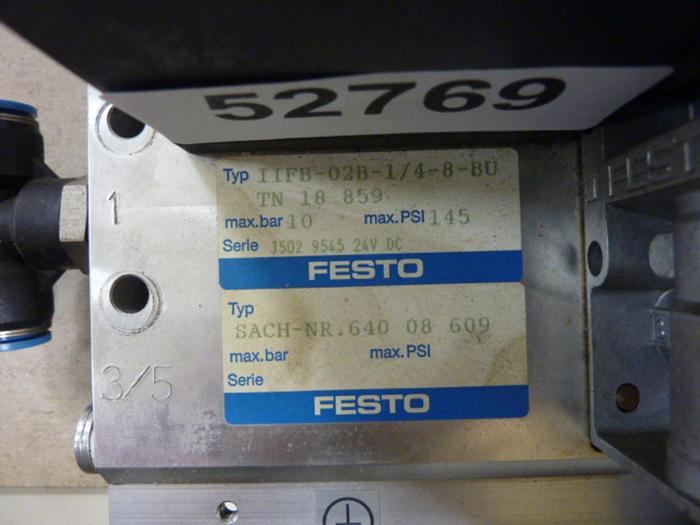 52769
Typ IIFB-02B-1/4-8-BU
TN 18 859
max.bar 10 max.PSI 145
Serie J502 9545 24V DC
FESTO
Typ
SACH-NR.640 08 609
max.bar max.PSI
Serie
FESTO
1
3/5
FEST